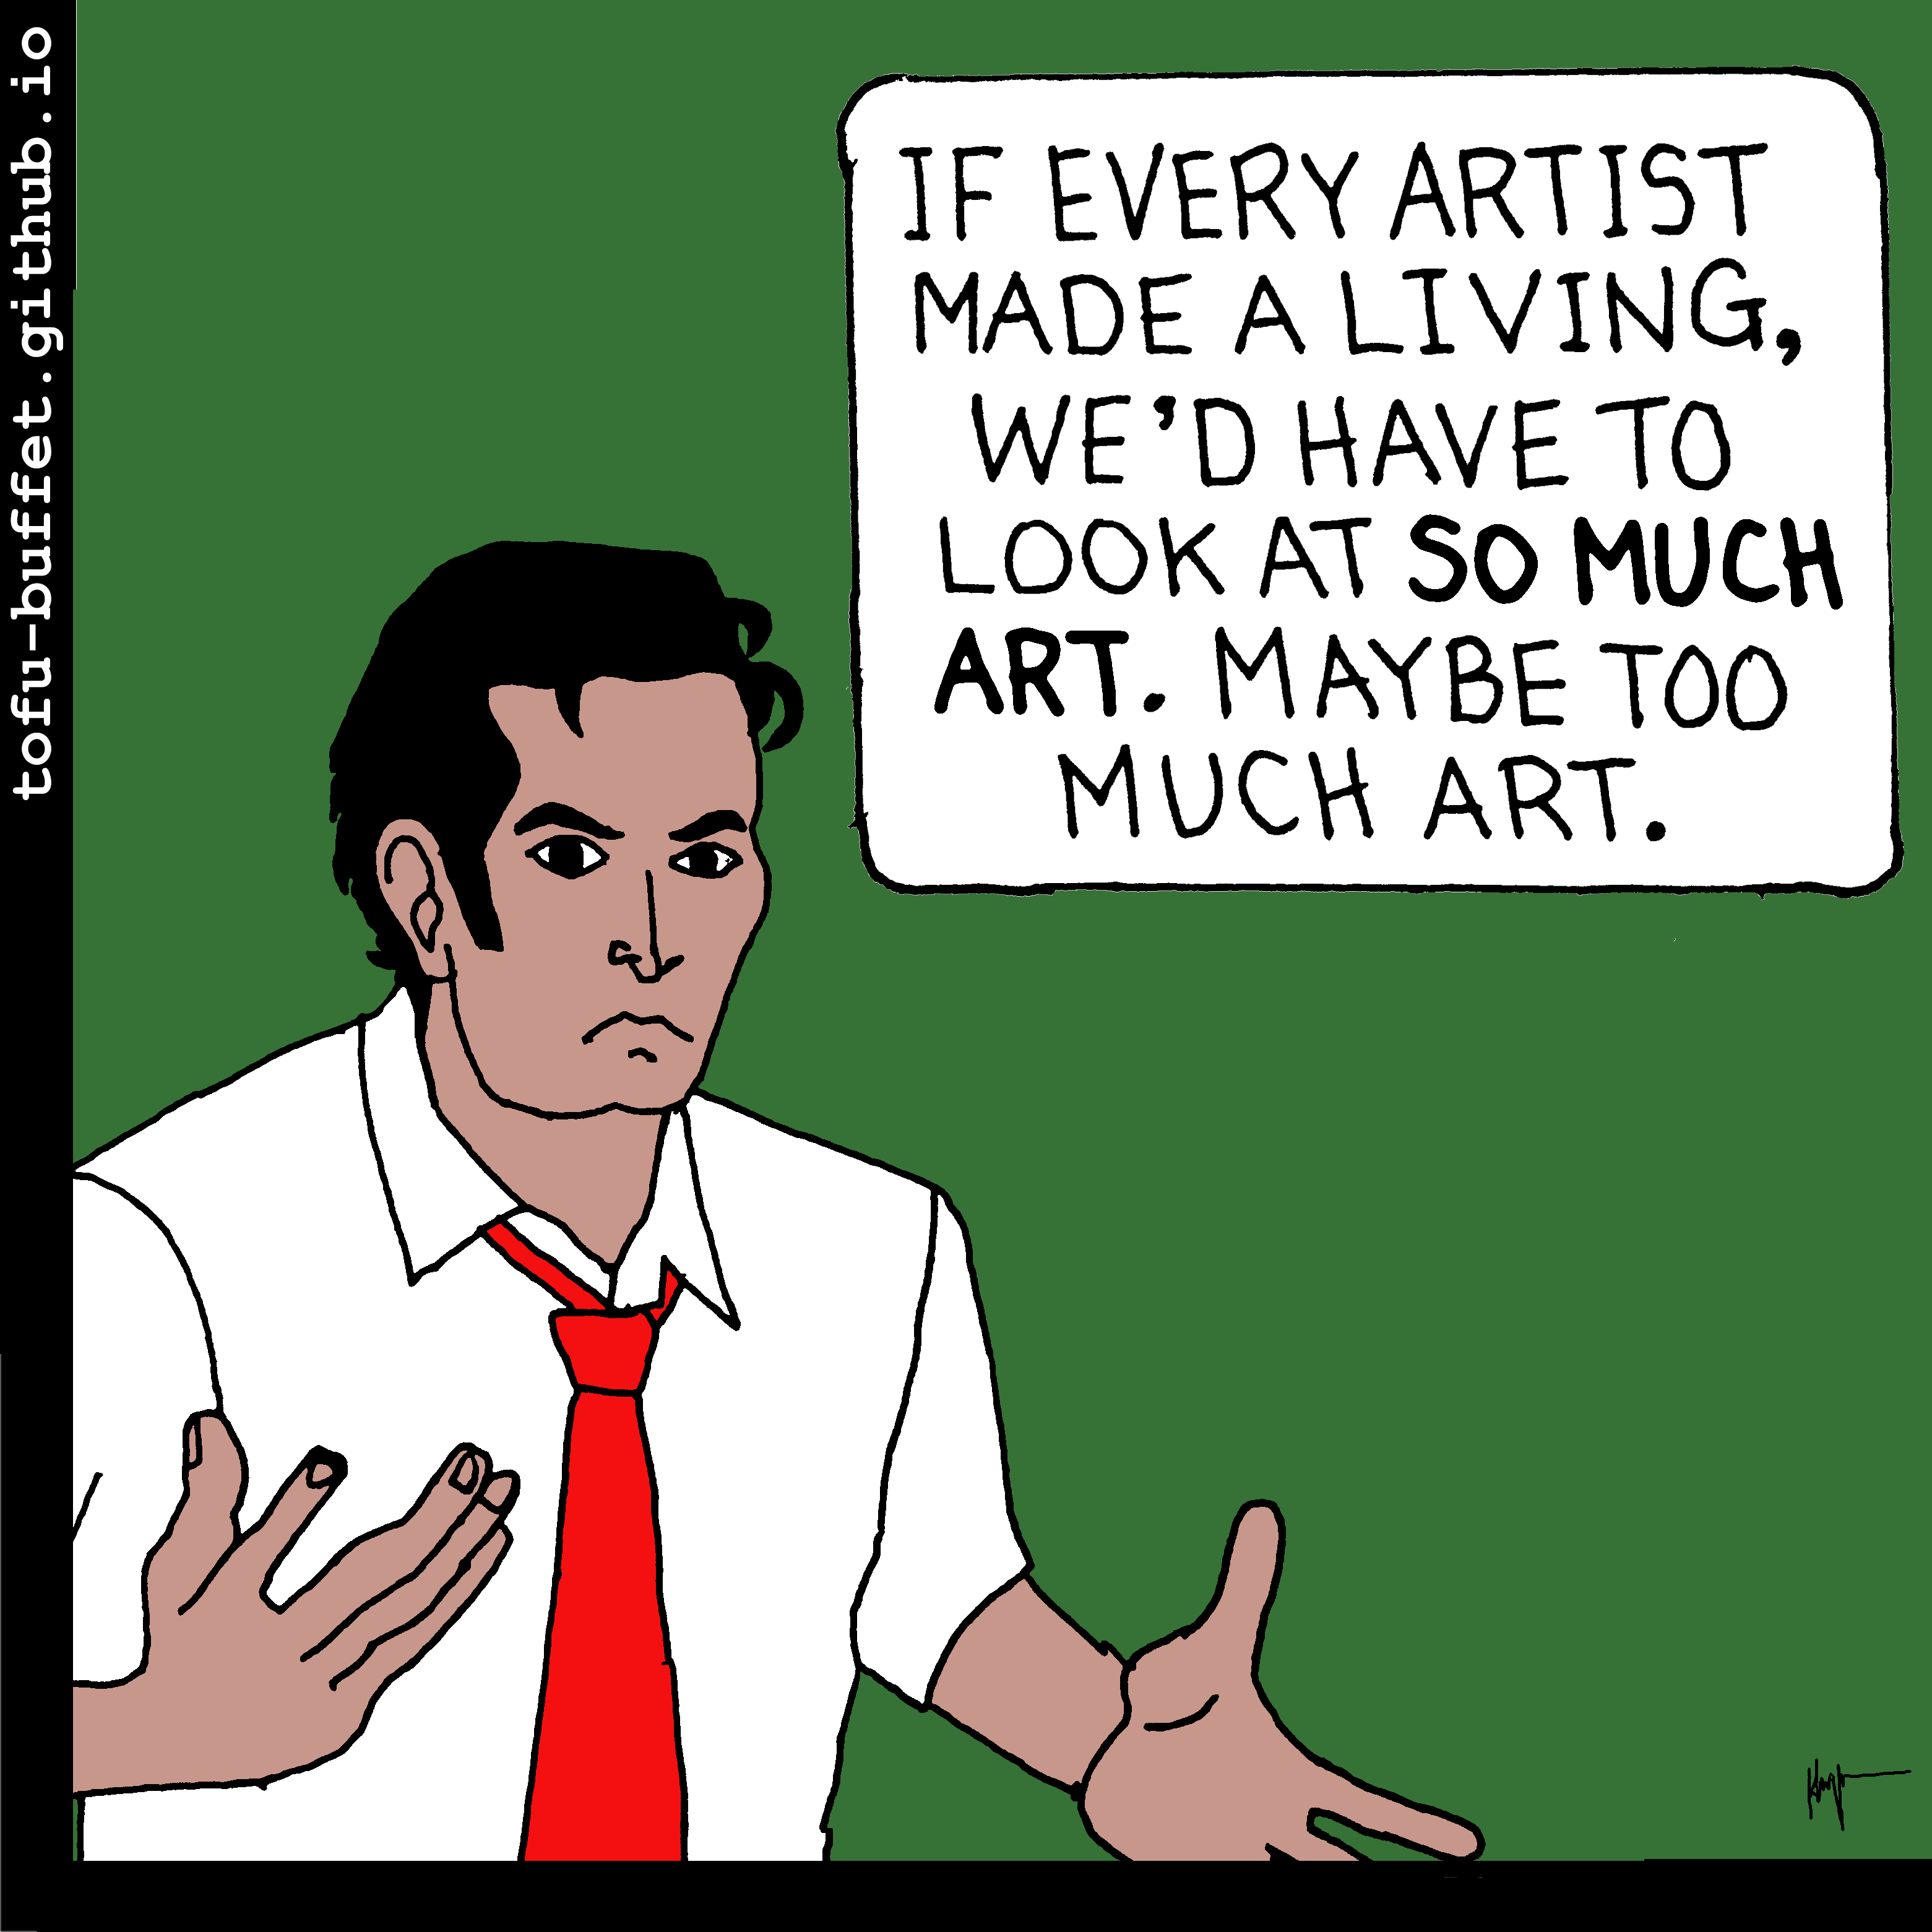 tofu-buffet.github.io
IF EVERY ARTIST
MADE A LIVING,
WE'D HAVE TO
LOOK AT SO MUCH
ART. MAYBE TOO
MUCH ART.